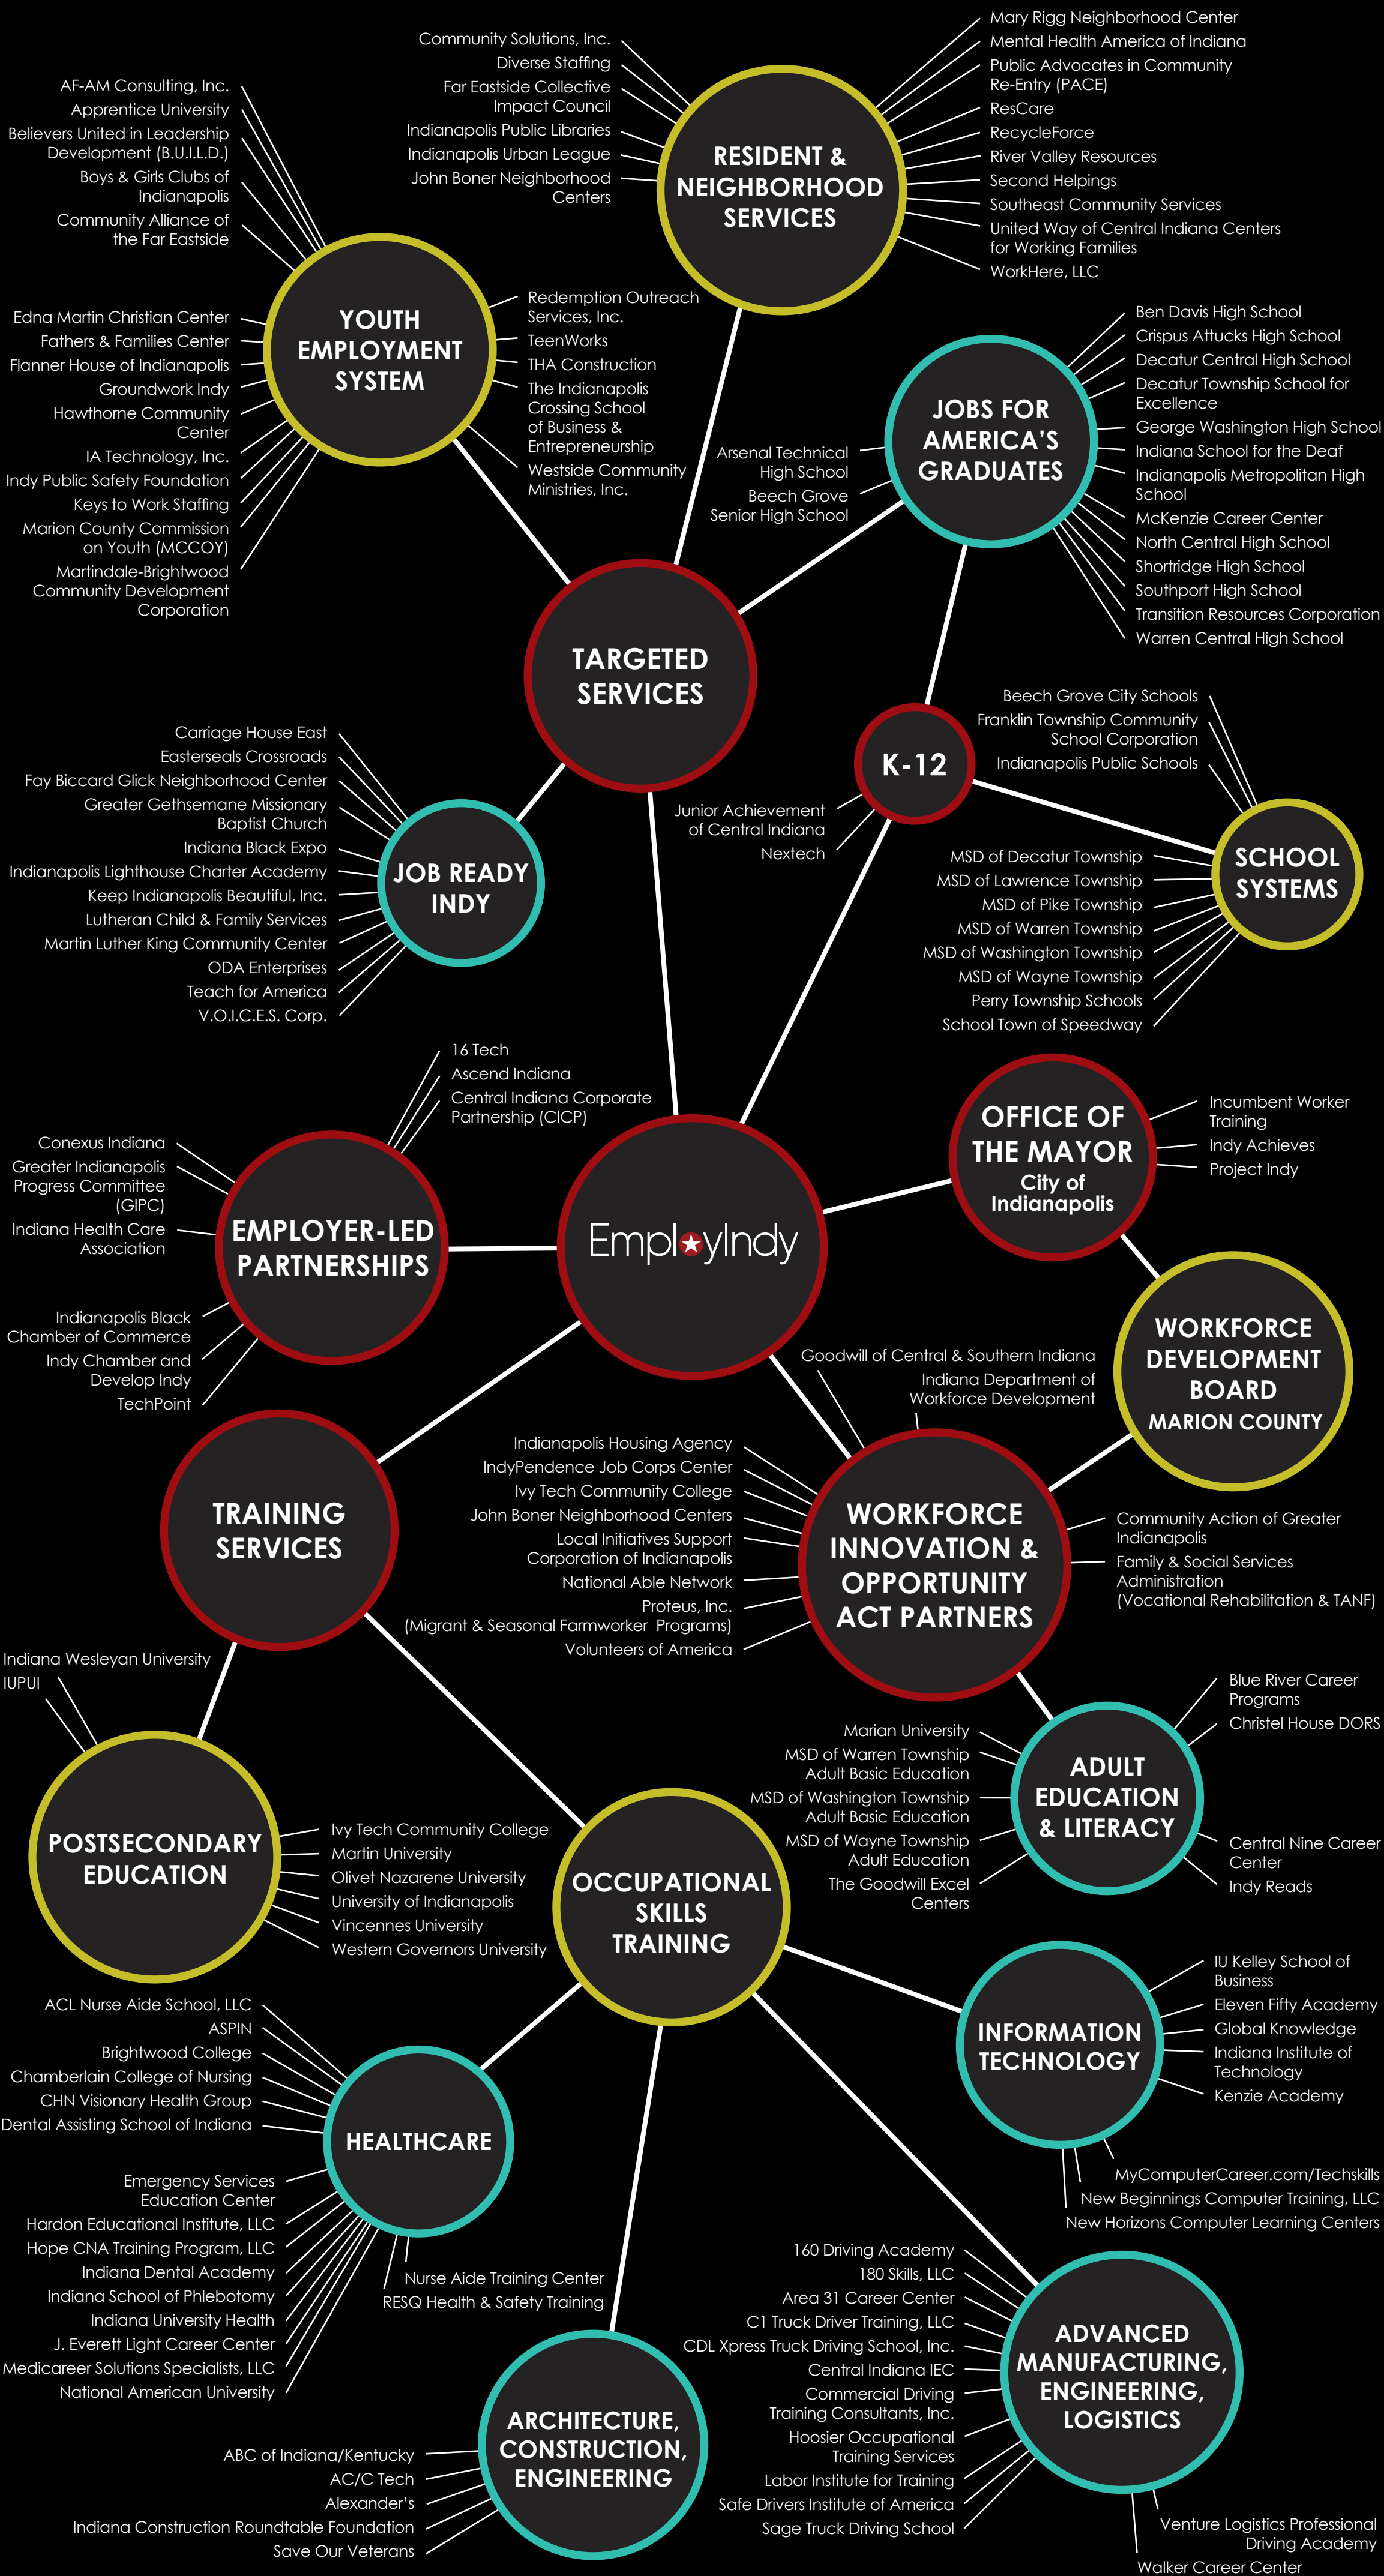 Community Solutions, Inc.
Diverse Staffing
Far Eastside Collective
Impact Council
Indianapolis Public Libraries
Indianapolis Urban League
John Boner Neighborhood
Centers
RESIDENT &
NEIGHBORHOOD
SERVICES
Mary Rigg Neighborhood Center
Mental Health America of Indiana
Public Advocates in Community
Re-Entry (PACE)
ResCare
RecycleForce
River Valley Resources
Second Helpings
Southeast Community Services
United Way of Central Indiana Centers
for Working Families
WorkHere, LLC
AF-AM Consulting, Inc.
Apprentice University
Believers United in Leadership
Development (B.U.I.L.D.)
Boys & Girls Clubs of
Indianapolis
Community Alliance of
the Far Eastside
Edna Martin Christian Center
Fathers & Families Center
Flanner House of Indianapolis
Groundwork Indy
Hawthorne Community
Center
IA Technology, Inc.
Indy Public Safety Foundation
Keys to Work Staffing
Marion County Commission
on Youth (MCCOY)
Martindale-Brightwood
Community Development
Corporation
YOUTH
EMPLOYMENT
SYSTEM
Redemption Outreach
Services, Inc.
TeenWorks
THA Construction
The Indianapolis
Crossing School
of Business &
Entrepreneurship
Westside Community
Ministries, Inc.
Arsenal Technical
High School
Beech Grove
Senior High School
JOBS FOR
AMERICA'S
GRADUATES
Ben Davis High School
Crispus Attucks High School
Decatur Central High School
Decatur Township School for
Excellence
George Washington High School
Indiana School for the Deaf
Indianapolis Metropolitan High
School
McKenzie Career Center
North Central High School
Shortridge High School
Southport High School
Transition Resources Corporation
Warren Central High School
TARGETED
SERVICES
K-12
Junior Achievement
of Central Indiana
Nextech
Beech Grove City Schools
Franklin Township Community
School Corporation
Indianapolis Public Schools
MSD of Decatur Township
MSD of Lawrence Township
MSD of Pike Township
MSD of Warren Township
MSD of Washington Township
MSD of Wayne Township
Perry Township Schools
School Town of Speedway
SCHOOL
SYSTEMS
Carriage House East
Easterseals Crossroads
Fay Biccard Glick Neighborhood Center
Greater Gethsemane Missionary
Baptist Church
Indiana Black Expo
Indianapolis Lighthouse Charter Academy
Keep Indianapolis Beautiful, Inc.
Lutheran Child & Family Services
Martin Luther King Community Center
ODA Enterprises
Teach for America
V.O.I.C.E.S. Corp.
JOB READY
INDY
16 Tech
Ascend Indiana
Central Indiana Corporate
Partnership (CICP)
Conexus Indiana
Greater Indianapolis
Progress Committee
(GIPC)
Indiana Health Care
Association
Indianapolis Black
Chamber of Commerce
Indy Chamber and
Develop Indy
TechPoint
EMPLOYER-LED
PARTNERSHIPS
EmployIndy
OFFICE OF
THE MAYOR
City of
Indianapolis
Incumbent Worker
Training
Indy Achieves
Project Indy
WORKFORCE
DEVELOPMENT
BOARD
MARION COUNTY
Goodwill of Central & Southern Indiana
Indiana Department of
Workforce Development
Indianapolis Housing Agency
IndyPendence Job Corps Center
Ivy Tech Community College
John Boner Neighborhood Centers
Local Initiatives Support
Corporation of Indianapolis
National Able Network
Proteus, Inc.
(Migrant & Seasonal Farmworker Programs)
Volunteers of America
WORKFORCE
INNOVATION &
OPPORTUNITY
ACT PARTNERS
Community Action of Greater
Indianapolis
Family & Social Services
Administration
(Vocational Rehabilitation & TANF)
TRAINING
SERVICES
Indiana Wesleyan University
IUPUI
POSTSECONDARY
EDUCATION
Ivy Tech Community College
Martin University
Olivet Nazarene University
University of Indianapolis
Vincennes University
Western Governors University
OCCUPATIONAL
SKILLS
TRAINING
Marian University
MSD of Warren Township
Adult Basic Education
MSD of Washington Township
Adult Basic Education
MSD of Wayne Township
Adult Education
The Goodwill Excel
Centers
ADULT
EDUCATION
& LITERACY
Blue River Career
Programs
Christel House DORS
Central Nine Career
Center
Indy Reads
INFORMATION
TECHNOLOGY
IU Kelley School of
Business
Eleven Fifty Academy
Global Knowledge
Indiana Institute of
Technology
Kenzie Academy
MyComputerCareer.com/Techskills
New Beginnings Computer Training, LLC
New Horizons Computer Learning Centers
ACL Nurse Aide School, LLC
ASPIN
Brightwood College
Chamberlain College of Nursing
CHN Visionary Health Group
Dental Assisting School of Indiana
Emergency Services
Education Center
Hardon Educational Institute, LLC
Hope CNA Training Program, LLC
Indiana Dental Academy
Indiana School of Phlebotomy
Indiana University Health
J. Everett Light Career Center
Medicareer Solutions Specialists, LLC
National American University
HEALTHCARE
Nurse Aide Training Center
RESQ Health & Safety Training
ABC of Indiana/Kentucky
AC/C Tech
Alexander's
Indiana Construction Roundtable Foundation
Save Our Veterans
ARCHITECTURE,
CONSTRUCTION,
ENGINEERING
160 Driving Academy
180 Skills, LLC
Area 31 Career Center
C1 Truck Driver Training, LLC
CDL Xpress Truck Driving School, Inc.
Central Indiana IEC
Commercial Driving
Training Consultants, Inc.
Hoosier Occupational
Training Services
Labor Institute for Training
Safe Drivers Institute of America
Sage Truck Driving School
ADVANCED
MANUFACTURING,
ENGINEERING,
LOGISTICS
Venture Logistics Professional
Driving Academy
Walker Career Center